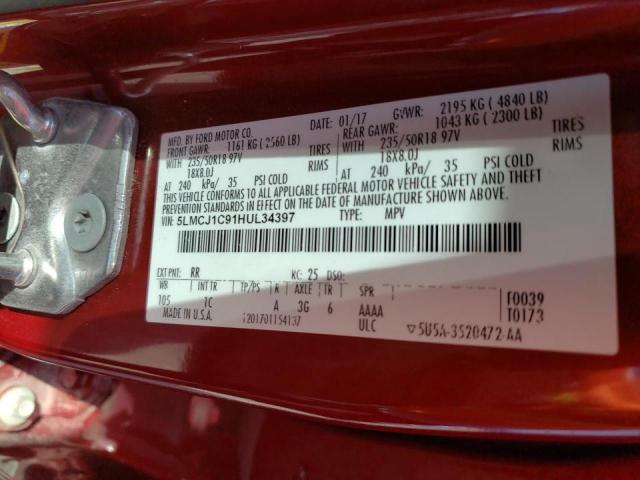 MFD. BY FORD MOTOR CO.
DATE: 01/17
GVWR: 2195 KG ( 4840 LB)
FRONT GAWR: 1161 KG ( 2560 LB)
REAR GAWR: 1043 KG ( 2300 LB)
WITH 235/50R18 97V TIRES
WITH 235/50R18 97V TIRES
18X8.0J RIMS
18X8.0J RIMS
AT 240 kPa/ 35 PSI COLD
AT 240 kPa/ 35 PSI COLD
THIS VEHICLE CONFORMS TO ALL APPLICABLE FEDERAL MOTOR VEHICLE SAFETY AND THEFT
PREVENTION STANDARDS IN EFFECT ON THE DATE OF MANUFACTURE SHOWN ABOVE.
VIN: 5LMCJ1C91HUL34397
TYPE: MPV
EXT PNT: RR RC: 25 DSO:
WB INT TR TP/PS R AXLE TR SPR
105 1C A 3G 6 AAAA
F0039
T0173
MADE IN U.S.A. ULC
5U5A-3520472-AA